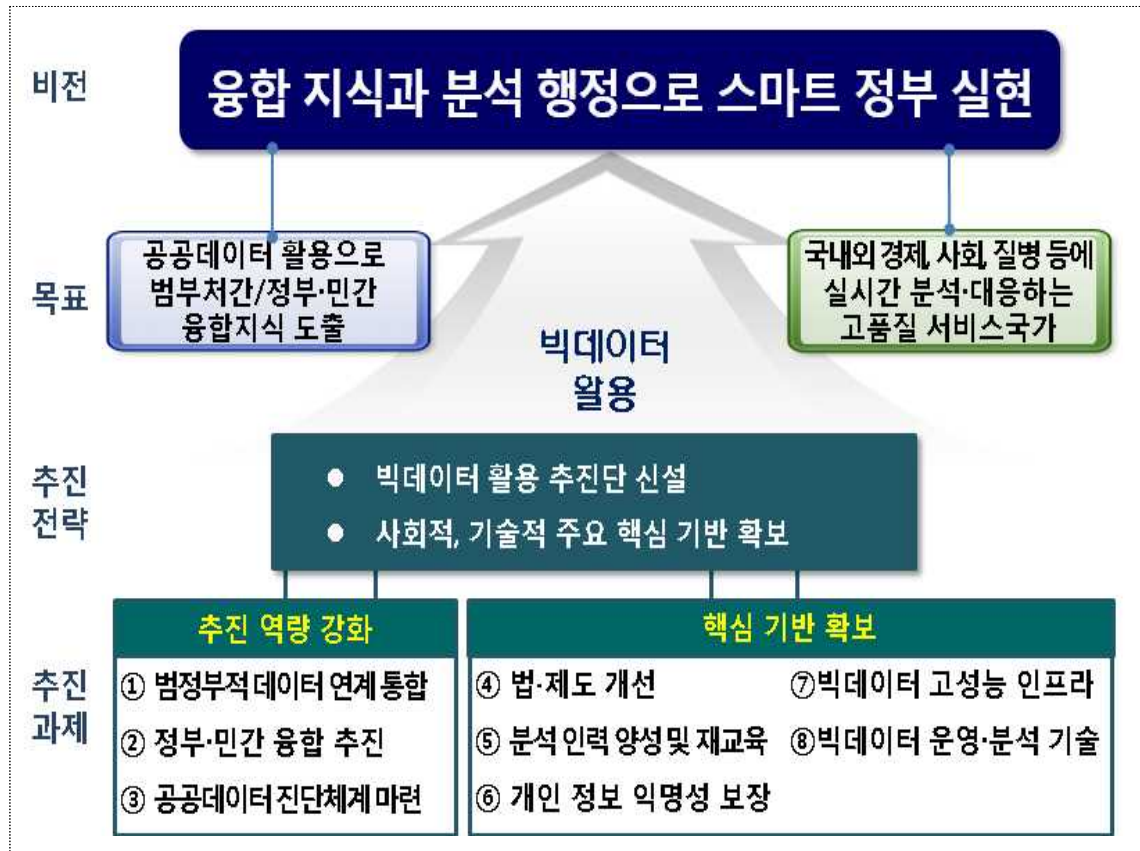 비전
융합 지식과 분석 행정으로 스마트 정부 실현
목표
공공데이터 활용으로
범부처간/정부·민간
융합지식 도출
국내외 경제, 사회, 질병 등에
실시간 분석·대응하는
고품질 서비스국가
빅데이터
활용
추진
전략
● 빅데이터 활용 추진단 신설
● 사회적, 기술적 주요 핵심 기반 확보
추진
과제
추진 역량 강화
① 범정부적 데이터 연계 통합
② 정부·민간 융합 추진
③ 공공데이터 진단체계 마련
핵심 기반 확보
④ 법·제도 개선
⑤ 분석 인력 양성 및 재교육
⑥ 개인 정보 익명성 보장
⑦빅데이터 고성능 인프라
⑧빅데이터 운영·분석 기술